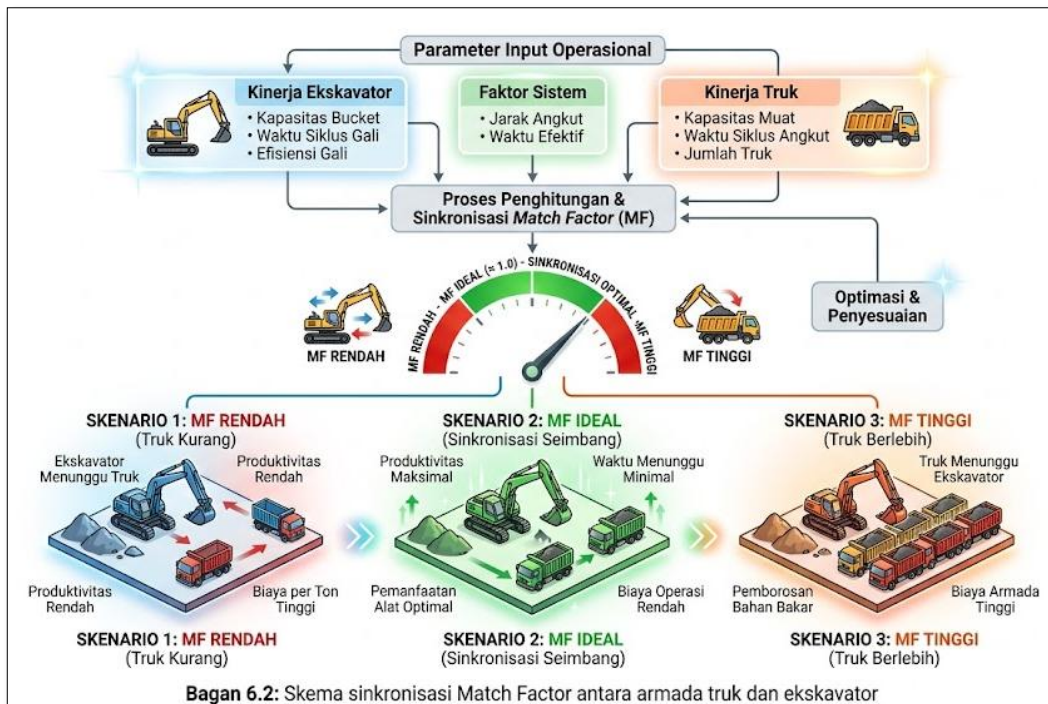 Parameter Input Operasional
Kinerja Ekskavator
• Kapasitas Bucket
• Waktu Siklus Gali
• Efisiensi Gali
Faktor Sistem
• Jarak Angkut
• Waktu Efektif
Kinerja Truk
• Kapasitas Muat
• Waktu Siklus Angkut
• Jumlah Truk
Proses Penghitungan &
Sinkronisasi Match Factor (MF)
Optimasi &
Penyesuaian
MF RENDAH - MF IDEAL (≈ 1.0) - SINKRONISASI OPTIMAL -MF TINGGI
MF RENDAH
MF TINGGI
SKENARIO 1: MF RENDAH
(Truk Kurang)
Ekskavator
Menunggu Truk
Produktivitas
Rendah
Produktivitas
Rendah
Biaya per Ton
Tinggi
SKENARIO 1: MF RENDAH
(Truk Kurang)
SKENARIO 2: MF IDEAL
(Sinkronisasi Seimbang)
Produktivitas
Maksimal
Waktu Menunggu
Minimal
Pemanfaatan
Alat Optimal
Biaya Operasi
Rendah
SKENARIO 2: MF IDEAL
(Sinkronisasi Seimbang)
SKENARIO 3: MF TINGGI
(Truk Berlebih)
Truk Menunggu
Ekskavator
Pemborosan
Bahan Bakar
Biaya Armada
Tinggi
SKENARIO 3: MF TINGGI
(Truk Berlebih)
Bagan 6.2: Skema sinkronisasi Match Factor antara armada truk dan ekskavator